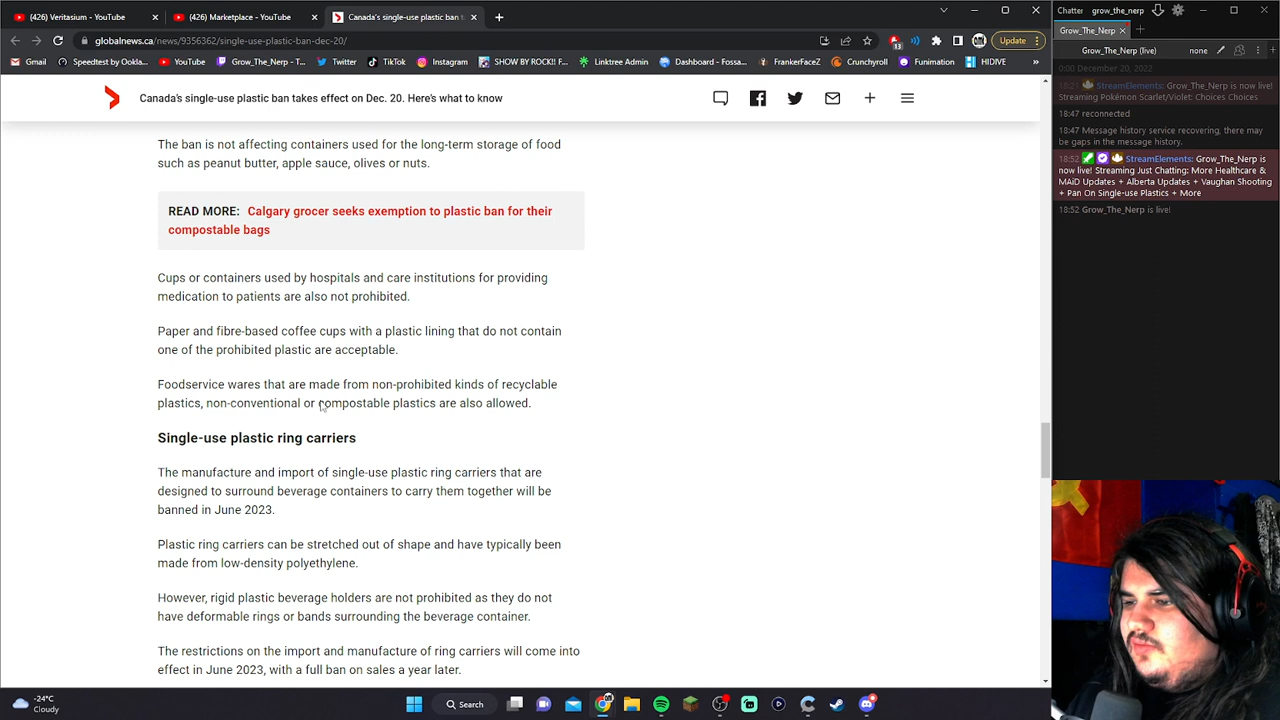 (426) Veritasium - YouTube
(426) Marketplace - YouTube
Canada's single-use plastic ban t
Chatter
grow_the_nerp
globalnews.ca/news/9356362/single-use-plastic-ban-dec-20/
13
Update
Grow_The_Nerp
Gmail
Speedtest by Ookla...
YouTube
Grow_The_Nerp - T...
Twitter
TikTok
Instagram
SHOW BY ROCK!! F...
Linktree Admin
Dashboard - Fossa...
FrankerFaceZ
Crunchyroll
Funimation
HIDIVE
Grow_The_Nerp (live)
none
0:00 December 20, 2022
Canada's single-use plastic ban takes effect on Dec. 20. Here's what to know
16:21 StreamElements: Grow_The_Nerp is now live!
Streaming Pokémon Scarlet/Violet: Choices Choices
18:47 reconnected
18:47 Message history service recovering, there may
be gaps in the message history.
18:52 StreamElements: Grow_The_Nerp is
now live! Streaming Just Chatting: More Healthcare &
MAiD Updates + Alberta Updates + Vaughan Shooting
+ Pan On Single-use Plastics + More
18:52 Grow_The_Nerp is live!
The ban is not affecting containers used for the long-term storage of food
such as peanut butter, apple sauce, olives or nuts.
READ MORE: Calgary grocer seeks exemption to plastic ban for their
compostable bags
Cups or containers used by hospitals and care institutions for providing
medication to patients are also not prohibited.
Paper and fibre-based coffee cups with a plastic lining that do not contain
one of the prohibited plastic are acceptable.
Foodservice wares that are made from non-prohibited kinds of recyclable
plastics, non-conventional or compostable plastics are also allowed.
Single-use plastic ring carriers
The manufacture and import of single-use plastic ring carriers that are
designed to surround beverage containers to carry them together will be
banned in June 2023.
Plastic ring carriers can be stretched out of shape and have typically been
made from low-density polyethylene.
However, rigid plastic beverage holders are not prohibited as they do not
have deformable rings or bands surrounding the beverage container.
The restrictions on the import and manufacture of ring carriers will come into
effect in June 2023, with a full ban on sales a year later.
-24°C
Cloudy
Search